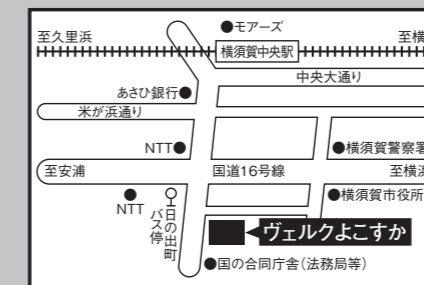 ●モアーズ
至久里浜
至横
横須賀中央駅
中央大通り
あさひ銀行●
米が浜通り
NTT●
●横須賀警察署
至安浦
国道16号線
至横浜
●横須賀市役所
●
NTT
日の出町
バス停
ヴェルクよこすか
●国の合同庁舎(法務局等)